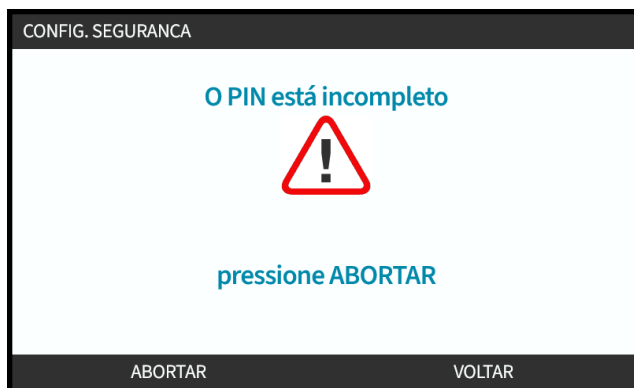 CONFIG. SEGURANCA
O PIN está incompleto
!
pressione ABORTAR
ABORTAR VOLTAR